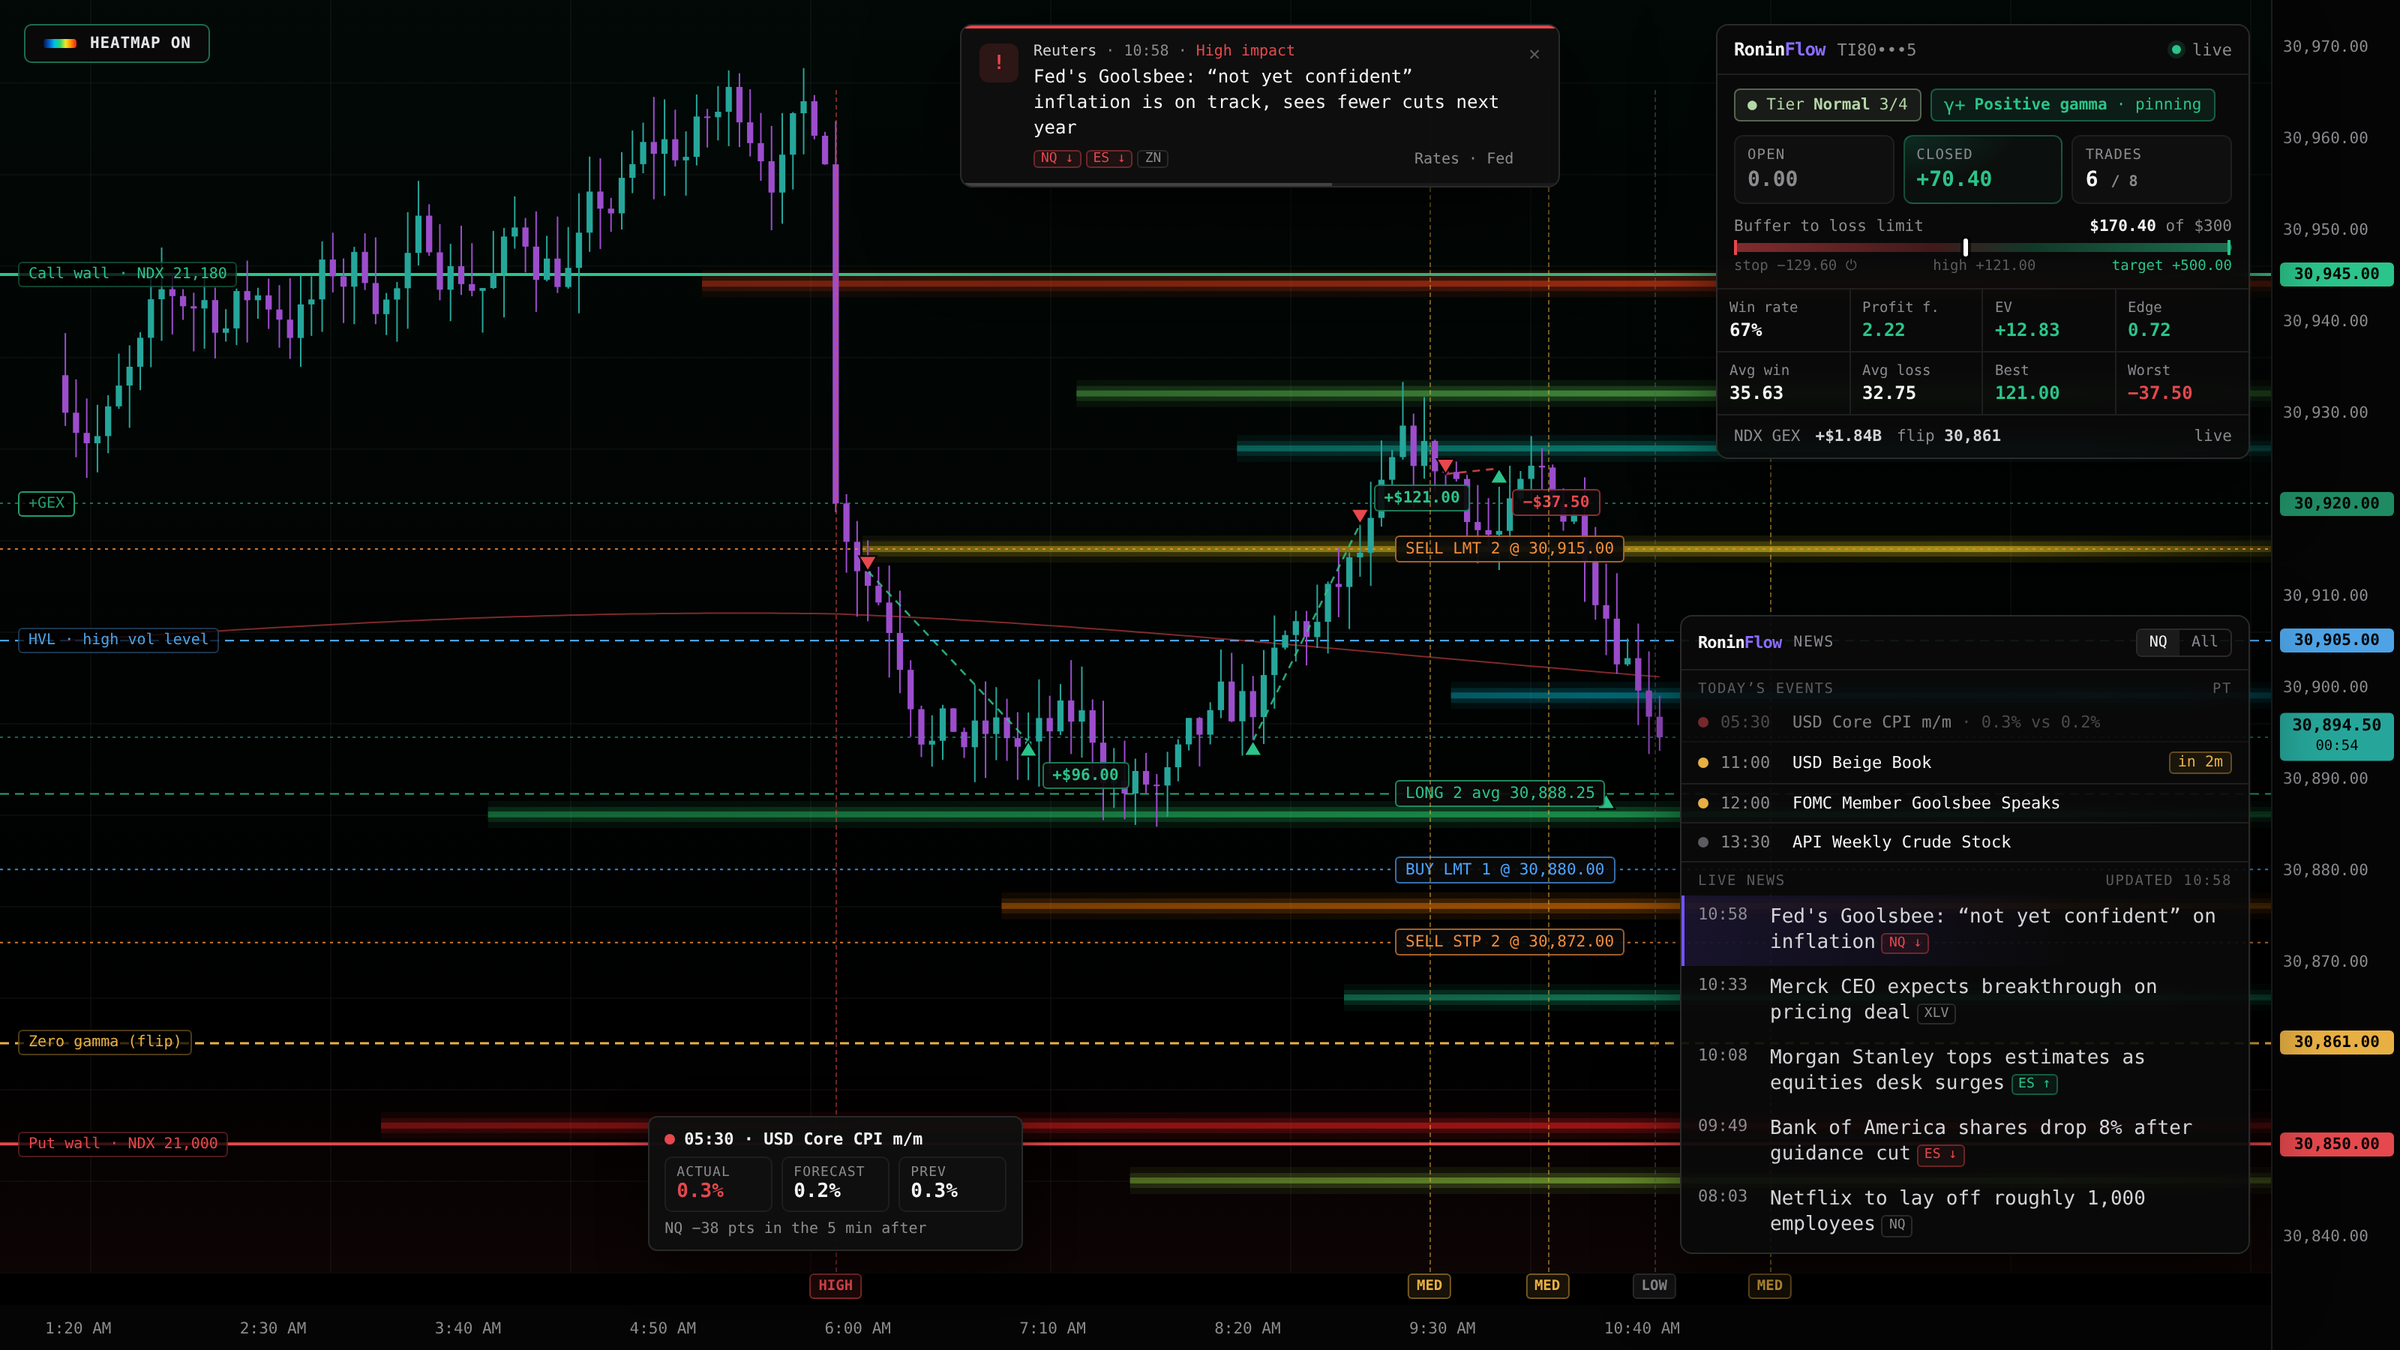 HEATMAP ON
Reuters · 10:58 · High impact
!
×
Fed's Goolsbee: “not yet confident”
inflation is on track, sees fewer cuts next
year
NQ ↓ ES ↓ ZN
Rates · Fed
RoninFlow TI80•••5
live
Tier Normal 3/4
γ+ Positive gamma · pinning
OPEN
0.00
CLOSED
+70.40
TRADES
6 / 8
Buffer to loss limit
$170.40 of $300
stop −129.60 ⏻
high +121.00
target +500.00
Win rate
67%
Profit f.
2.22
EV
+12.83
Edge
0.72
Avg win
35.63
Avg loss
32.75
Best
121.00
Worst
−37.50
NDX GEX +$1.84B flip 30,861
live
Call wall · NDX 21,180
+GEX
HVL · high vol level
Zero gamma (flip)
Put wall · NDX 21,000
+$121.00
−$37.50
SELL LMT 2 @ 30,915.00
+$96.00
LONG 2 avg 30,888.25
BUY LMT 1 @ 30,880.00
SELL STP 2 @ 30,872.00
05:30 · USD Core CPI m/m
ACTUAL
0.3%
FORECAST
0.2%
PREV
0.3%
NQ −38 pts in the 5 min after
RoninFlow NEWS
NQ All
TODAY’S EVENTS
PT
05:30 USD Core CPI m/m · 0.3% vs 0.2%
11:00 USD Beige Book
in 2m
12:00 FOMC Member Goolsbee Speaks
13:30 API Weekly Crude Stock
LIVE NEWS
UPDATED 10:58
10:58 Fed's Goolsbee: “not yet confident” on
inflation NQ ↓
10:33 Merck CEO expects breakthrough on
pricing deal XLV
10:08 Morgan Stanley tops estimates as
equities desk surges ES ↑
09:49 Bank of America shares drop 8% after
guidance cut ES ↓
08:03 Netflix to lay off roughly 1,000
employees NQ
30,970.00
30,960.00
30,950.00
30,945.00
30,940.00
30,930.00
30,920.00
30,910.00
30,905.00
30,900.00
30,894.50
00:54
30,890.00
30,880.00
30,870.00
30,861.00
30,850.00
30,840.00
HIGH
MED
MED
LOW
MED
1:20 AM
2:30 AM
3:40 AM
4:50 AM
6:00 AM
7:10 AM
8:20 AM
9:30 AM
10:40 AM